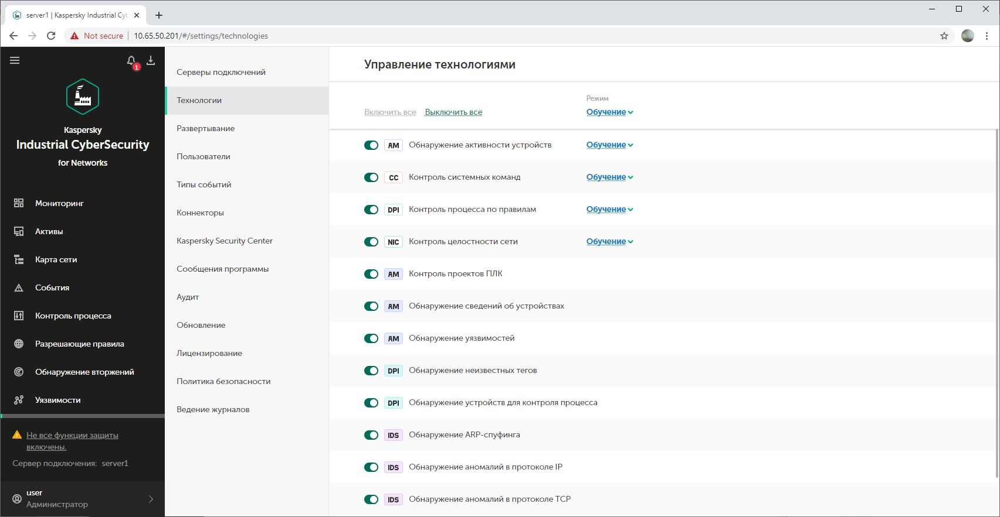 server1 | Kaspersky Industrial Cyb
Not secure
10.65.50.201/#/settings/technologies
1
Kaspersky
Industrial CyberSecurity
for Networks
Мониторинг
Активы
Карта сети
События
Контроль процесса
Разрешающие правила
Обнаружение вторжений
Уязвимости
Не все функции защиты
включены.
Сервер подключения: server1
user
Администратор
Серверы подключений
Технологии
Развертывание
Пользователи
Типы событий
Коннекторы
Kaspersky Security Center
Сообщения программы
Аудит
Обновление
Лицензирование
Политика безопасности
Ведение журналов
Управление технологиями
Режим
Включить все Выключить все Обучение
AM Обнаружение активности устройств Обучение
CC Контроль системных команд Обучение
DPI Контроль процесса по правилам Обучение
NIC Контроль целостности сети Обучение
AM Контроль проектов ПЛК
AM Обнаружение сведений об устройствах
AM Обнаружение уязвимостей
DPI Обнаружение неизвестных тегов
DPI Обнаружение устройств для контроля процесса
IDS Обнаружение ARP-спуфинга
IDS Обнаружение аномалий в протоколе IP
IDS Обнаружение аномалий в протоколе TCP